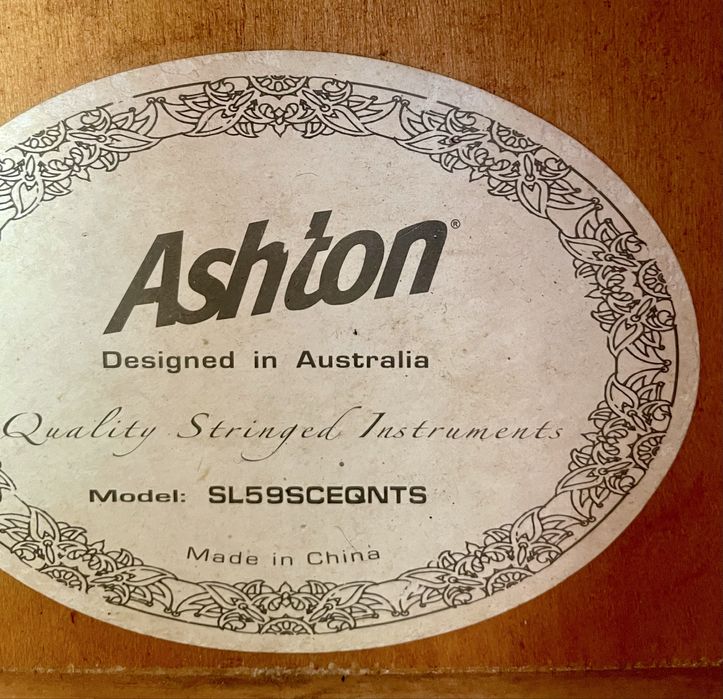 Ashton®
Designed in Australia
Quality Stringed Instruments
Model: SL59SCEQNTS
Made in China